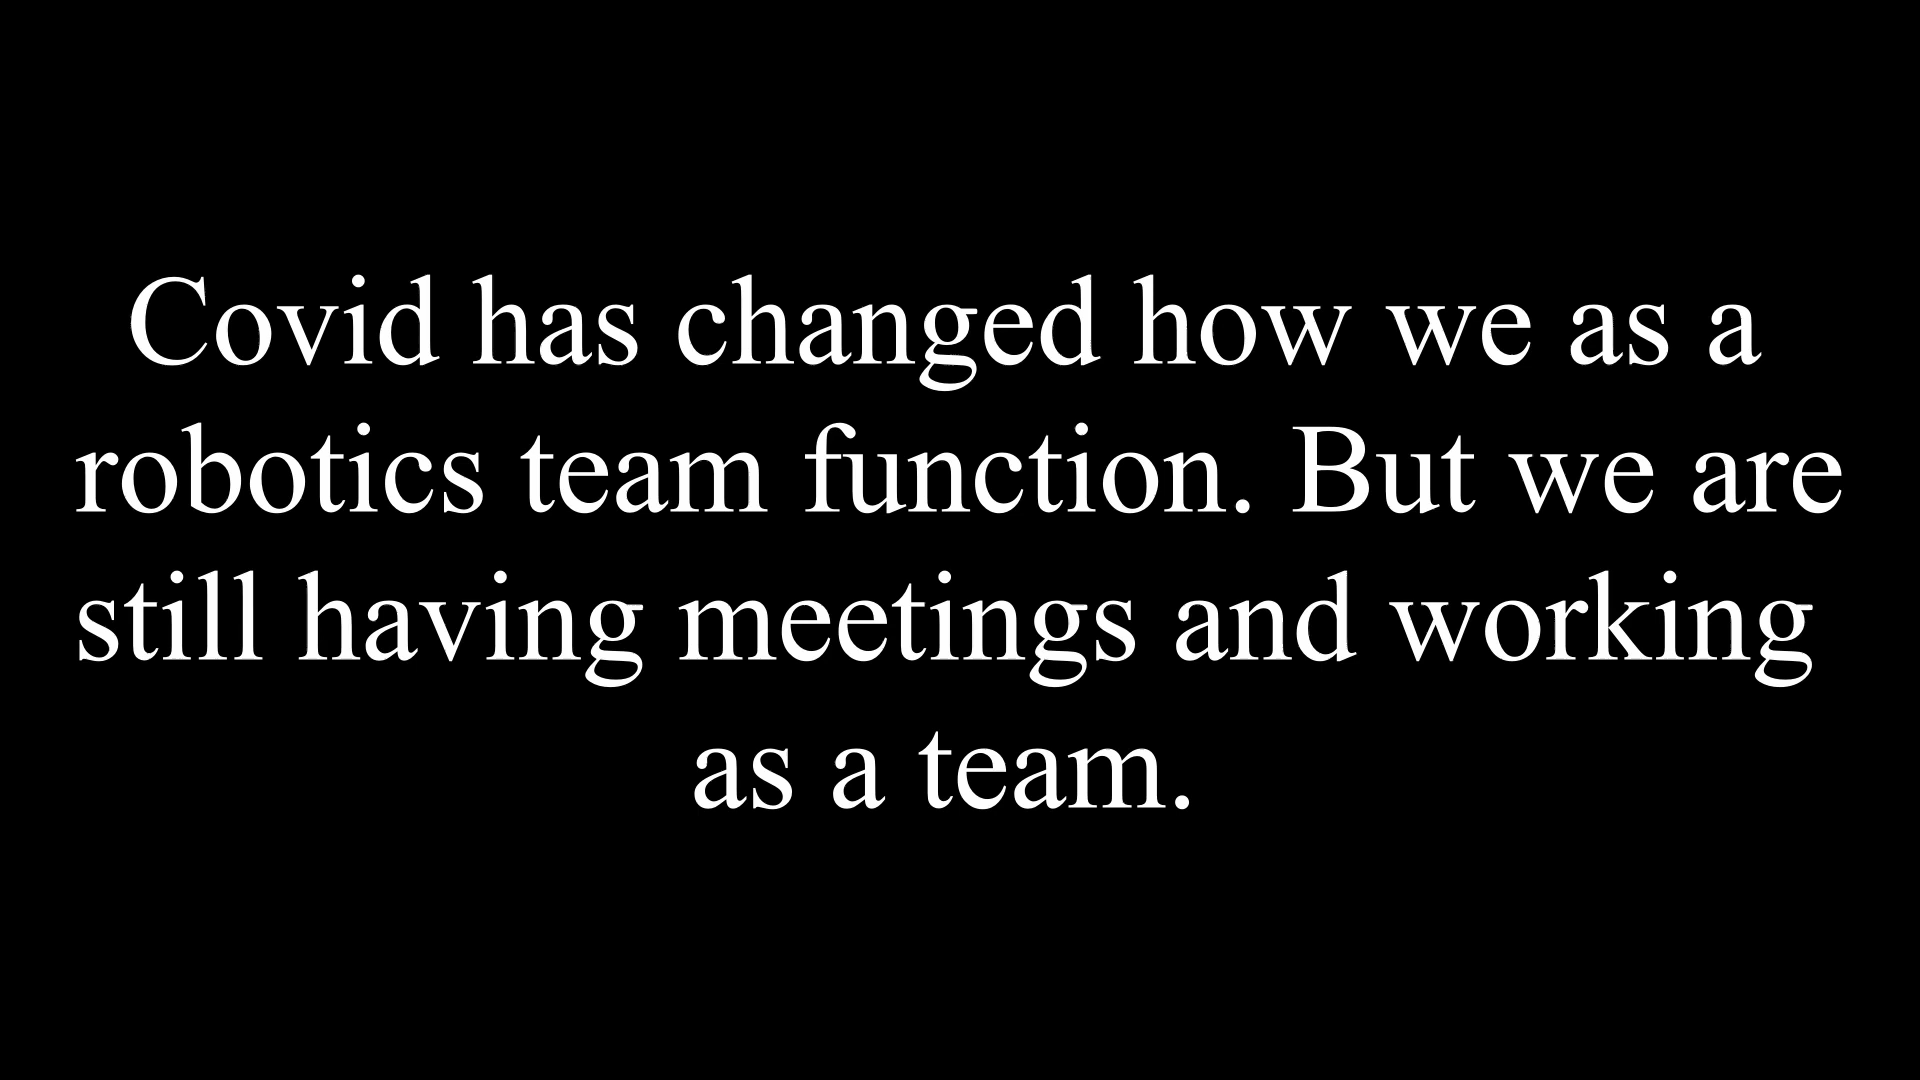 Covid has changed how we as a
robotics team function. But we are
still having meetings and working
as a team.